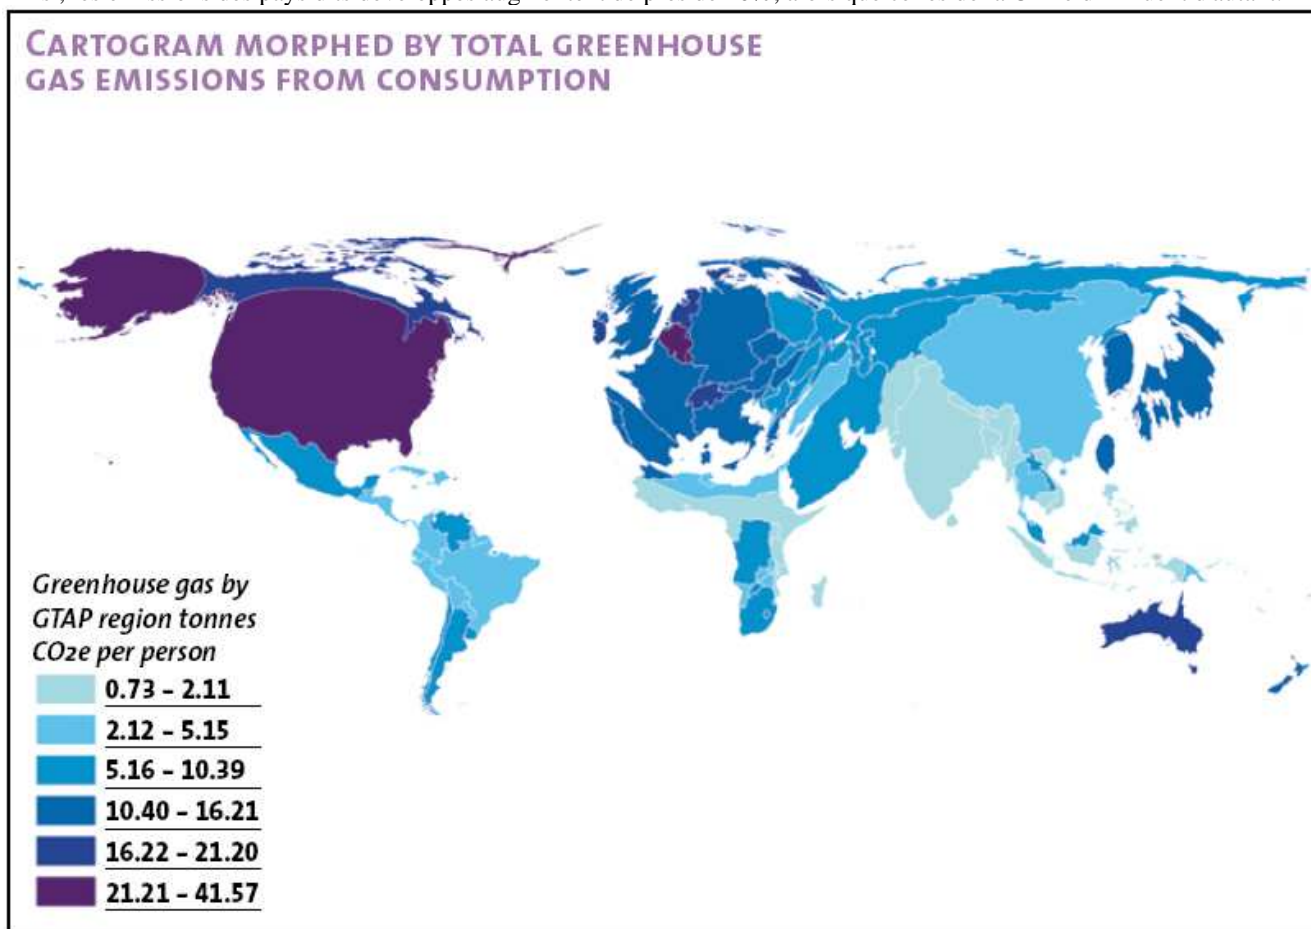 CARTOGRAM MORPHED BY TOTAL GREENHOUSE
GAS EMISSIONS FROM CONSUMPTION
Greenhouse gas by
GTAP region tonnes
CO2e per person
0.73 – 2.11
2.12 – 5.15
5.16 – 10.39
10.40 – 16.21
16.22 – 21.20
21.21 – 41.57